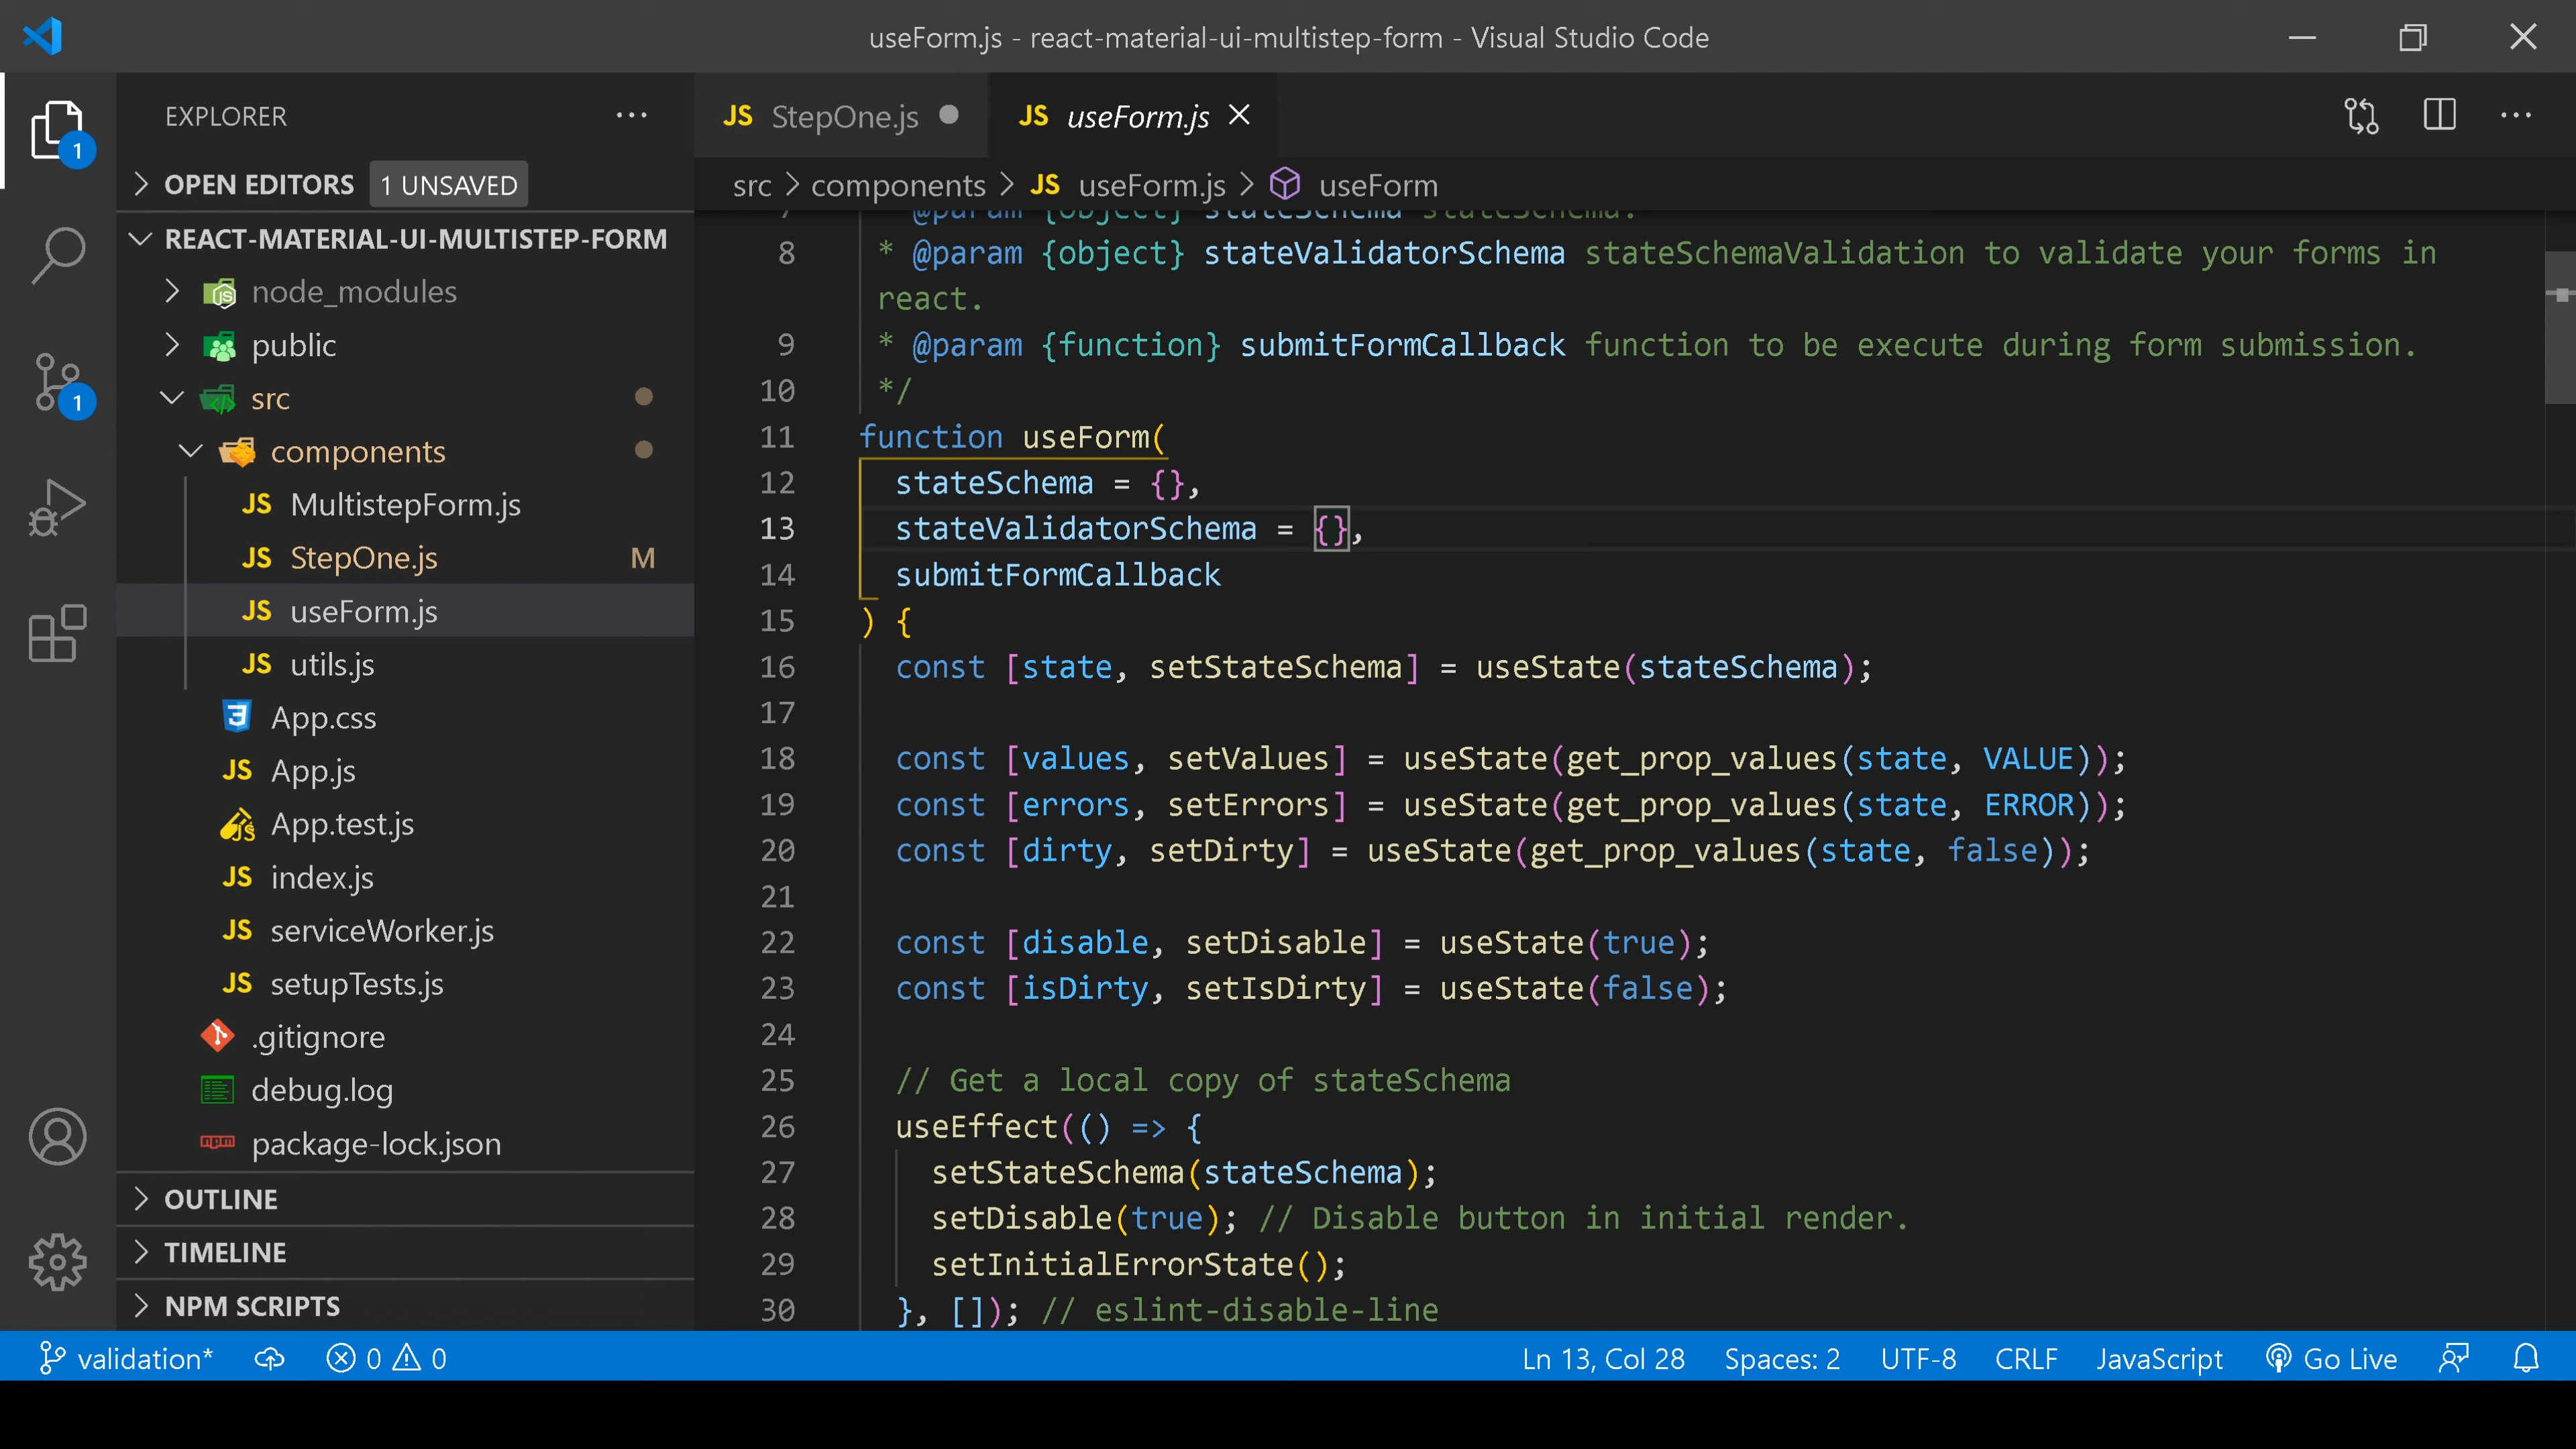 useForm.js - react-material-ui-multistep-form - Visual Studio Code
EXPLORER
OPEN EDITORS 1 UNSAVED
REACT-MATERIAL-UI-MULTISTEP-FORM
node_modules
public
src
components
JS MultistepForm.js
JS StepOne.js M
JS useForm.js
JS utils.js
App.css
JS App.js
App.test.js
JS index.js
JS serviceWorker.js
JS setupTests.js
.gitignore
debug.log
package-lock.json
OUTLINE
TIMELINE
NPM SCRIPTS
1
1
JS StepOne.js JS useForm.js
src > components > JS useForm.js > useForm
7 * @param {object} stateSchema stateSchema.
8 * @param {object} stateValidatorSchema stateSchemaValidation to validate your forms in
react.
9 * @param {function} submitFormCallback function to be execute during form submission.
10 */
11 function useForm(
12 stateSchema = {},
13 stateValidatorSchema = {},
14 submitFormCallback
15 ) {
16 const [state, setStateSchema] = useState(stateSchema);
17
18 const [values, setValues] = useState(get_prop_values(state, VALUE));
19 const [errors, setErrors] = useState(get_prop_values(state, ERROR));
20 const [dirty, setDirty] = useState(get_prop_values(state, false));
21
22 const [disable, setDisable] = useState(true);
23 const [isDirty, setIsDirty] = useState(false);
24
25 // Get a local copy of stateSchema
26 useEffect(() => {
27 setStateSchema(stateSchema);
28 setDisable(true); // Disable button in initial render.
29 setInitialErrorState();
30 }, []); // eslint-disable-line
validation* 0 0 Ln 13, Col 28 Spaces: 2 UTF-8 CRLF JavaScript Go Live